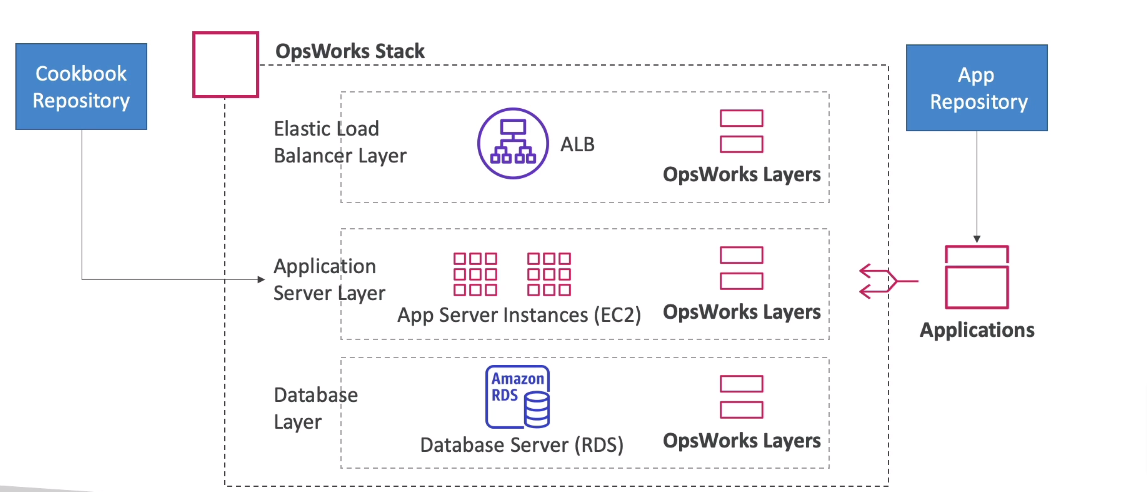 Cookbook
Repository
OpsWorks Stack
App
Repository
Elastic Load
Balancer Layer
ALB
OpsWorks Layers
Application
Server Layer
App Server Instances (EC2)
OpsWorks Layers
Applications
Database
Layer
Amazon
RDS
Database Server (RDS)
OpsWorks Layers